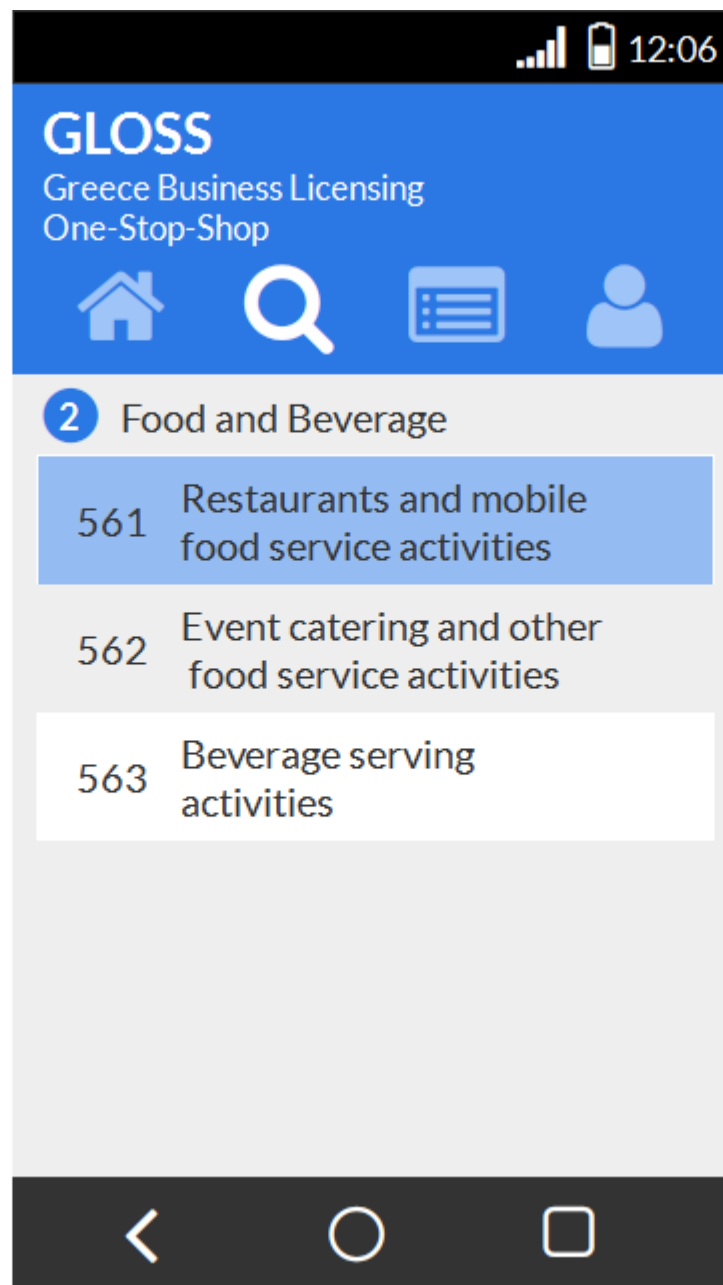 12:06
GLOSS
Greece Business Licensing
One-Stop-Shop
2 Food and Beverage
561 Restaurants and mobile
food service activities
562 Event catering and other
food service activities
563 Beverage serving
activities